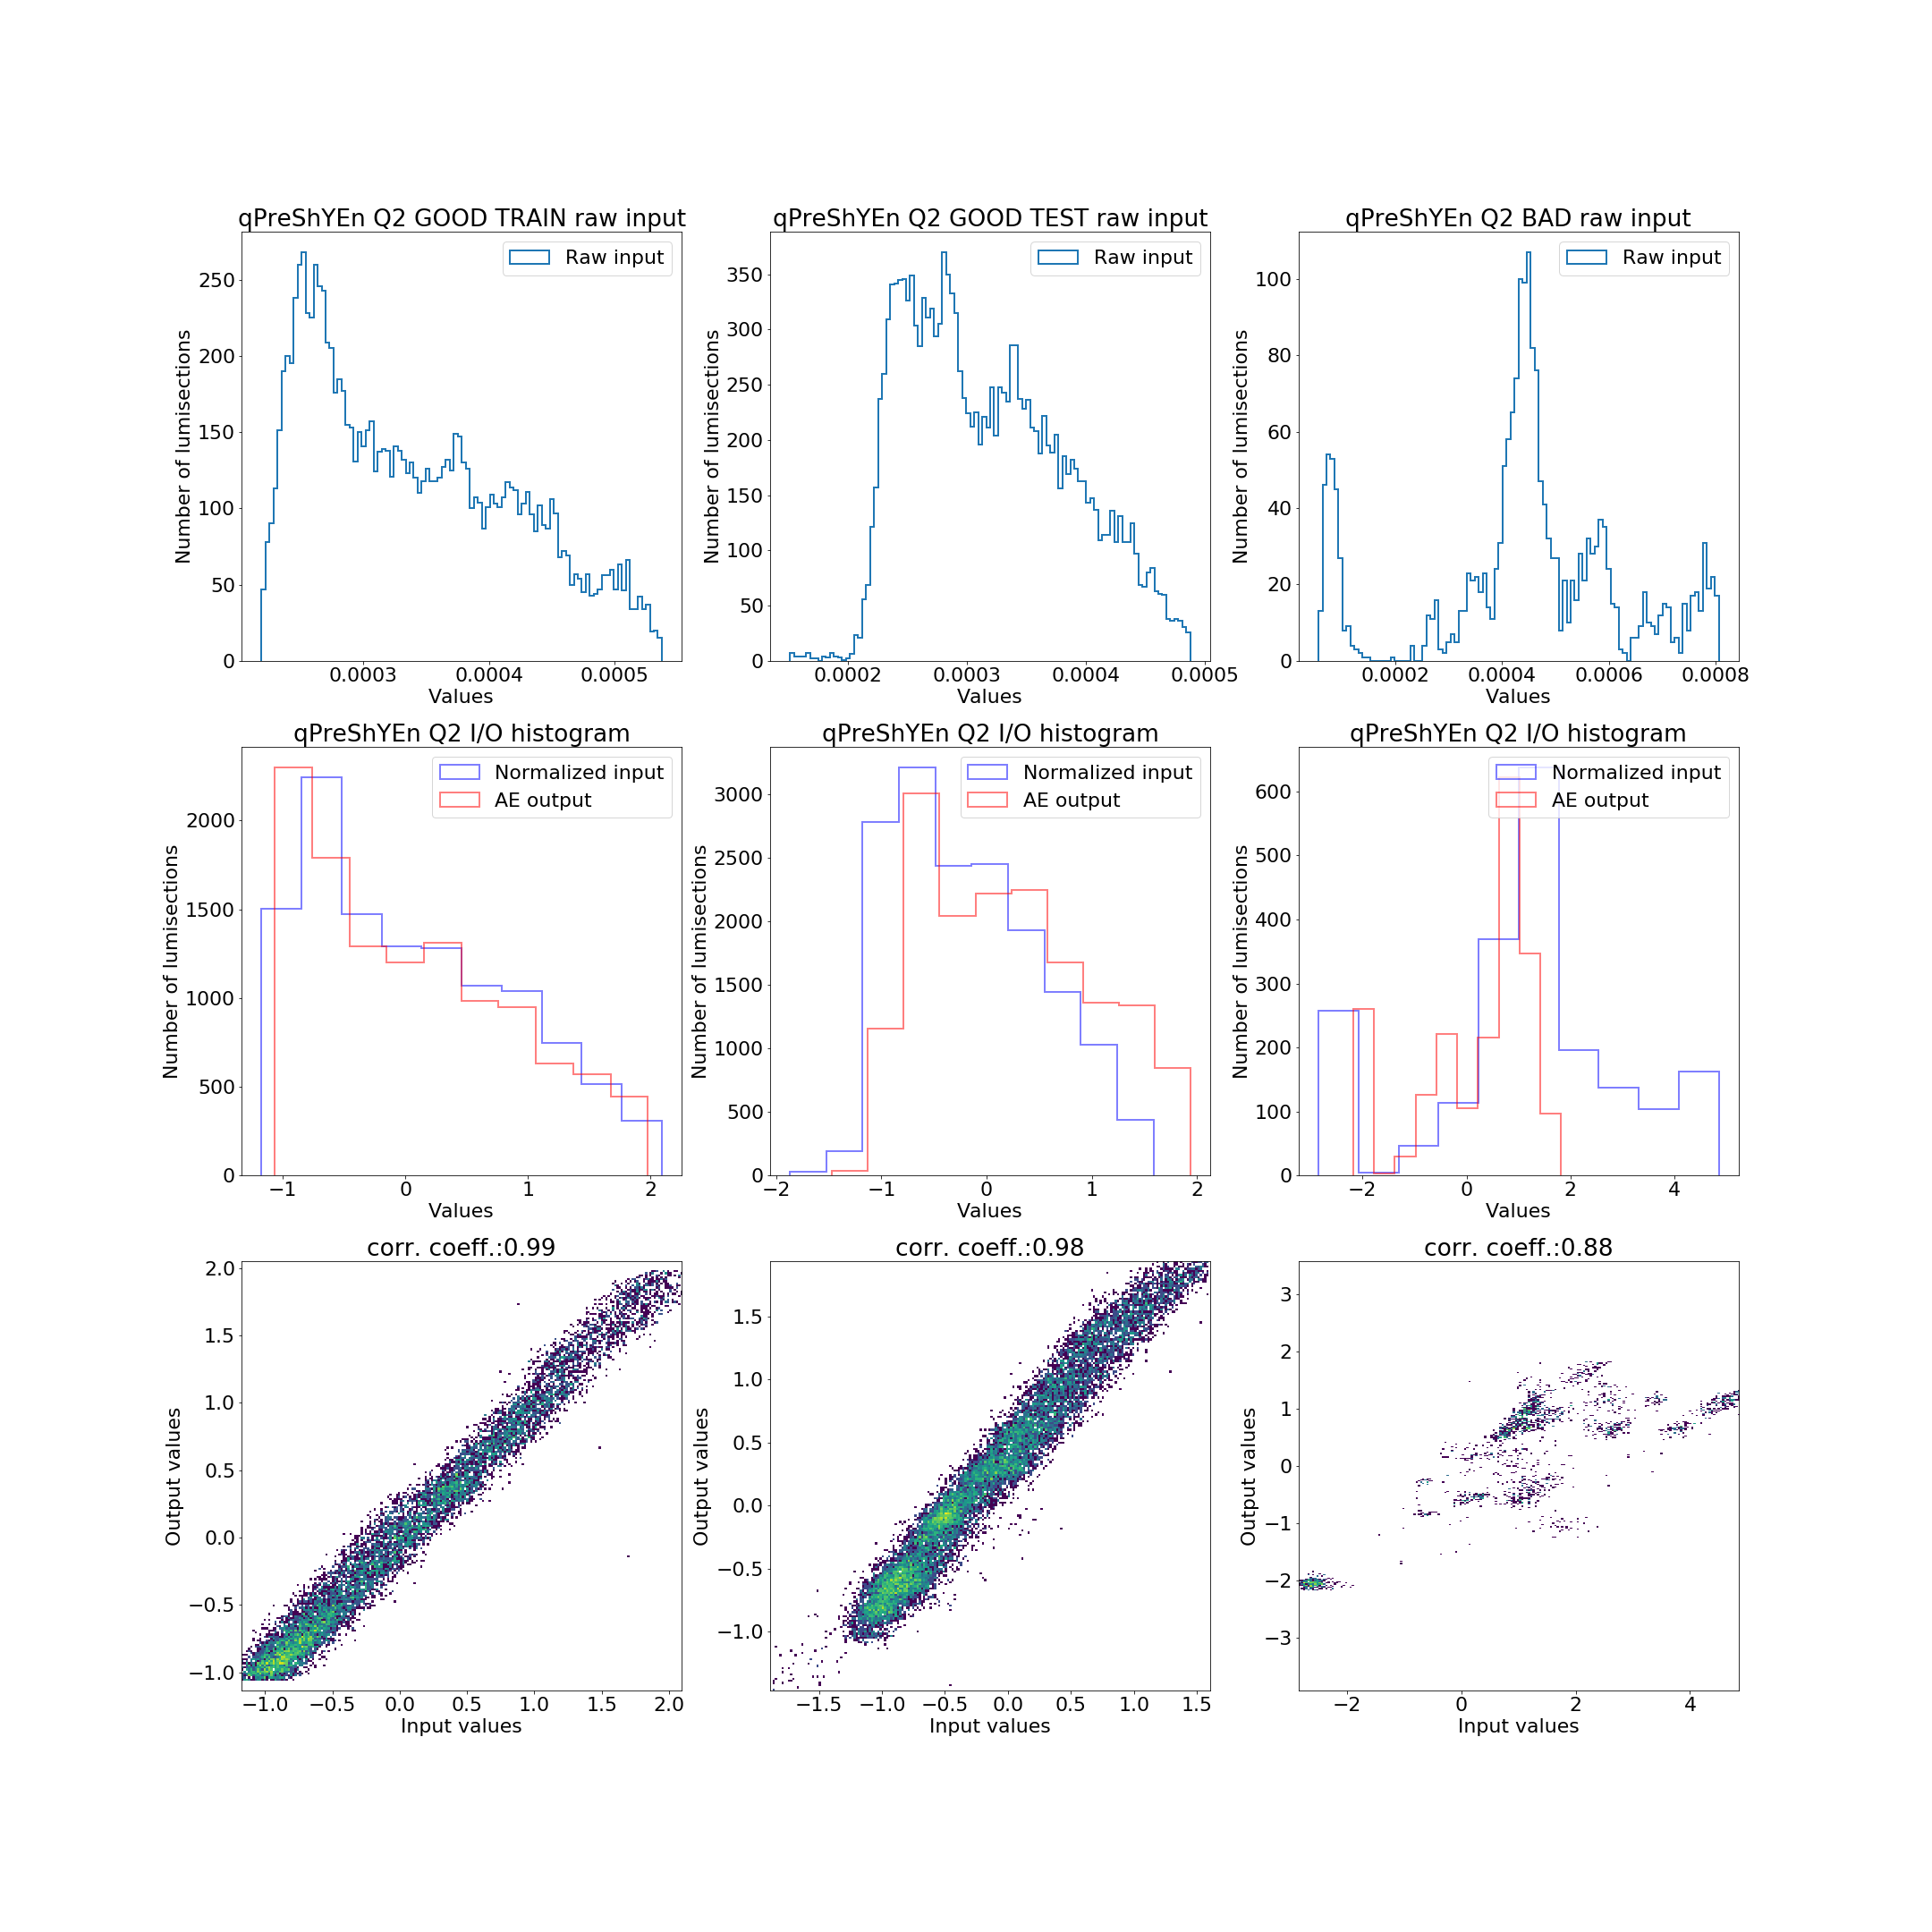 qPreShYEn Q2 GOOD TRAIN raw input
Raw input
Number of lumisections
250
200
150
100
50
0
0.0003 0.0004 0.0005
Values
qPreShYEn Q2 GOOD TEST raw input
Raw input
Number of lumisections
350
300
250
200
150
100
50
0
0.0002 0.0003 0.0004 0.0005
Values
qPreShYEn Q2 BAD raw input
Raw input
Number of lumisections
100
80
60
40
20
0
0.0002 0.0004 0.0006 0.0008
Values
qPreShYEn Q2 I/O histogram
Normalized input
AE output
Number of lumisections
2000
1500
1000
500
0
−1 0 1 2
Values
qPreShYEn Q2 I/O histogram
Normalized input
AE output
Number of lumisections
3000
2500
2000
1500
1000
500
0
−2 −1 0 1 2
Values
qPreShYEn Q2 I/O histogram
Normalized input
AE output
Number of lumisections
600
500
400
300
200
100
0
−2 0 2 4
Values
corr. coeff.:0.99
Output values
2.0
1.5
1.0
0.5
0.0
−0.5
−1.0
−1.0 −0.5 0.0 0.5 1.0 1.5 2.0
Input values
corr. coeff.:0.98
Output values
1.5
1.0
0.5
0.0
−0.5
−1.0
−1.5 −1.0 −0.5 0.0 0.5 1.0 1.5
Input values
corr. coeff.:0.88
Output values
3
2
1
0
−1
−2
−3
−2 0 2 4
Input values